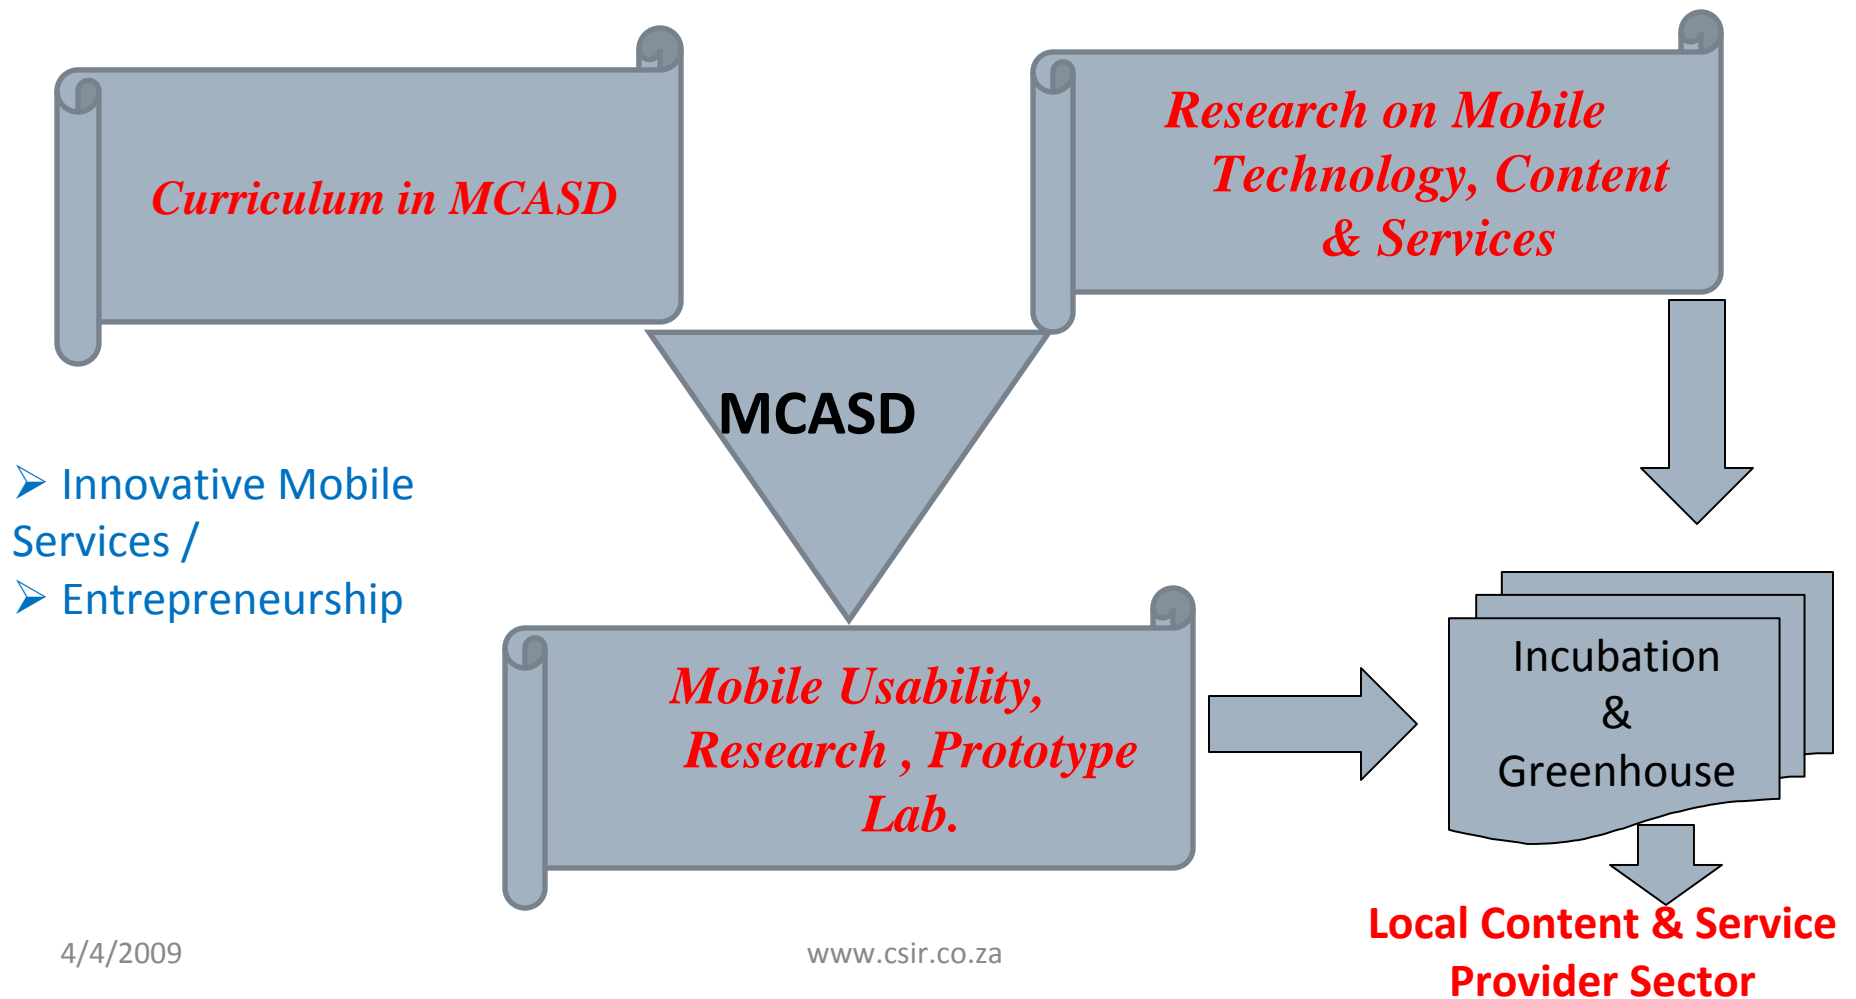 Curriculum in MCASD
Research on Mobile
Technology, Content
& Services
MCASD
➢ Innovative Mobile
Services /
➢ Entrepreneurship
Mobile Usability,
Research , Prototype
Lab.
Incubation
&
Greenhouse
Local Content & Service
Provider Sector
4/4/2009
www.csir.co.za